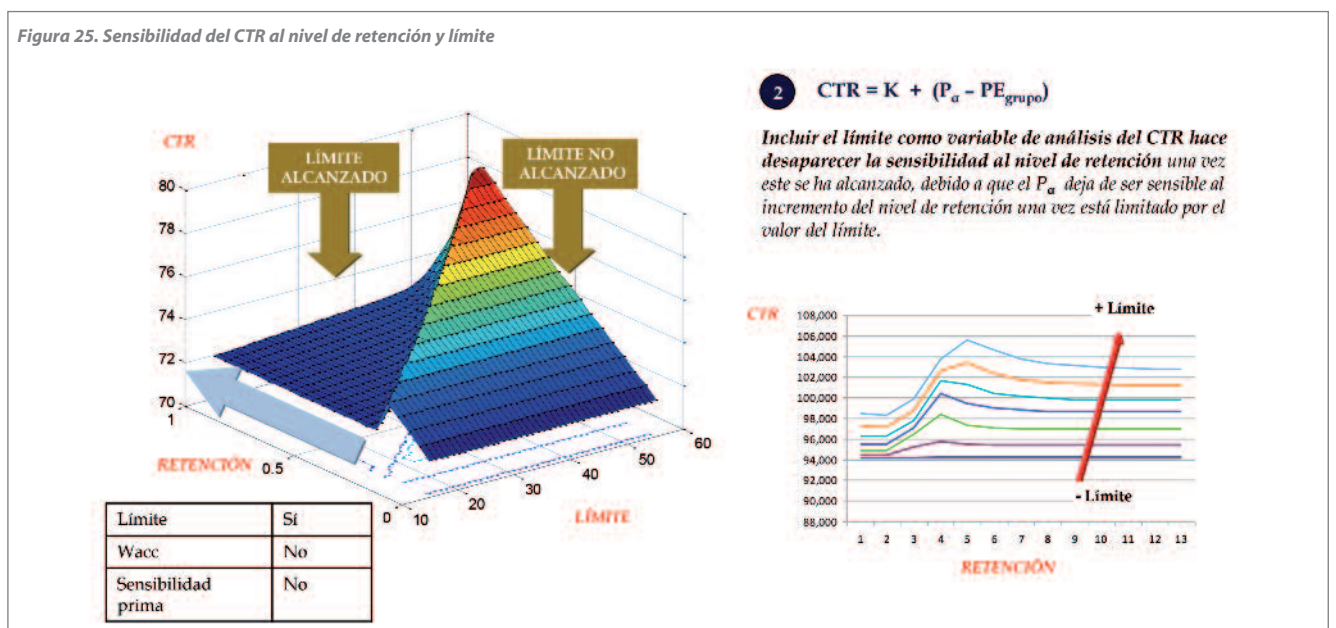 Figura 25. Sensibilidad del CTR al nivel de retención y límite
CTR
LÍMITE
ALCANZADO
LÍMITE NO
ALCANZADO
80
78
76
74
72
70
1
0.5
0
RETENCIÓN
10
20
30
40
50
60
LÍMITE
Límite Sí
Wacc No
Sensibilidad
prima No
2 CTR = K + (Pα – PEgrupo)
Incluir el límite como variable de análisis del CTR hace
desaparecer la sensibilidad al nivel de retención una vez
este se ha alcanzado, debido a que el Pα deja de ser sensible al
incremento del nivel de retención una vez está limitado por el
valor del límite.
CTR
108,000
106,000
104,000
102,000
100,000
98,000
96,000
94,000
92,000
90,000
88,000
+ Límite
- Límite
1 2 3 4 5 6 7 8 9 10 11 12 13
RETENCIÓN